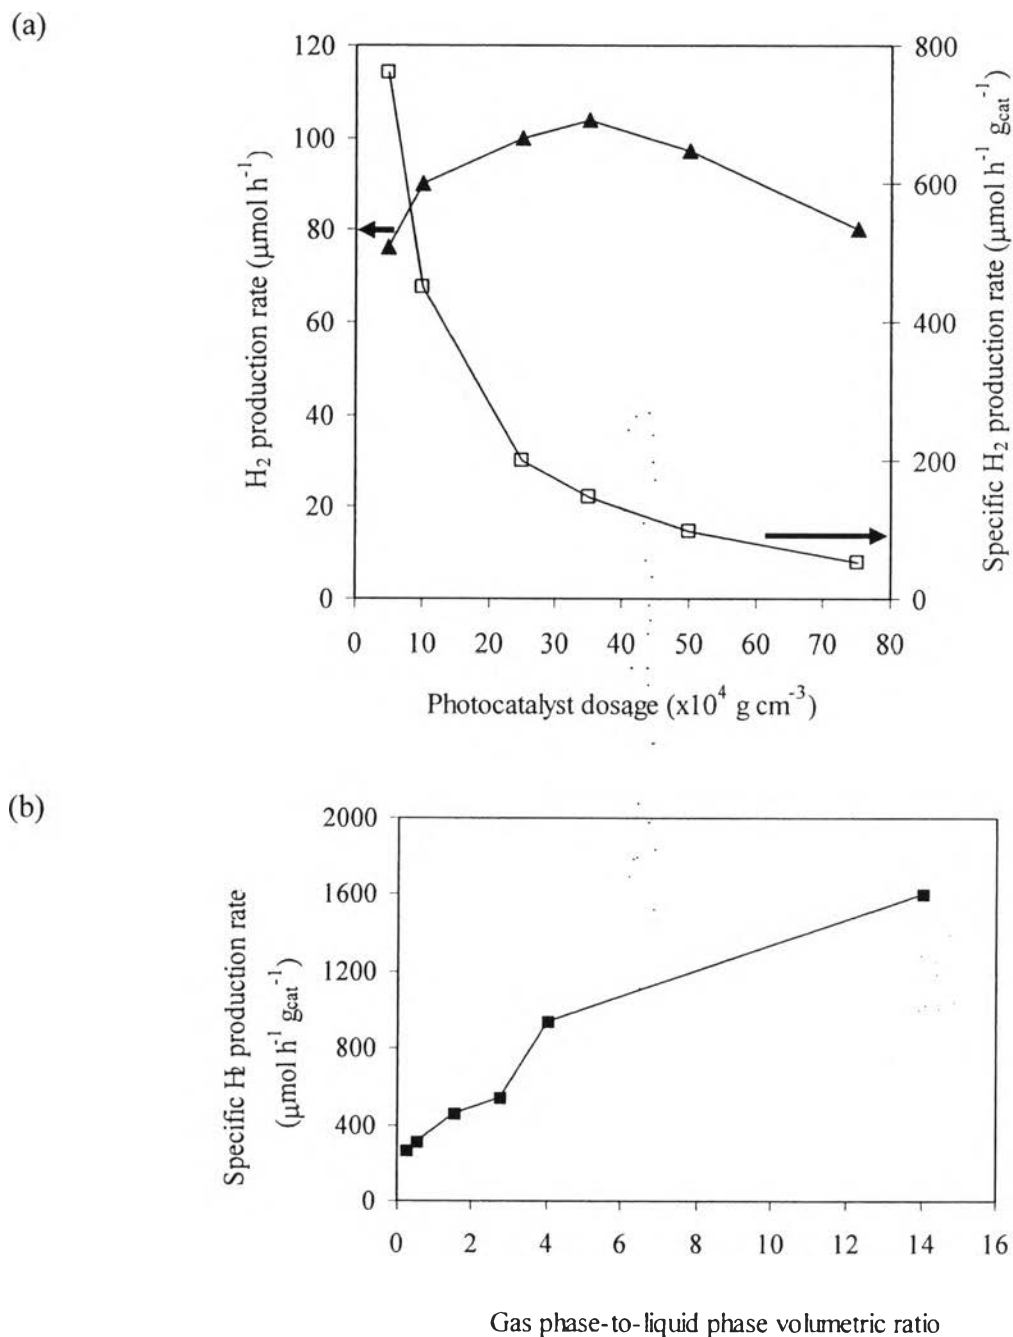 (a)
120
100
80
60
40
20
0
H₂ production rate (μmol h⁻¹)
800
600
400
200
0
Specific H₂ production rate (μmol h⁻¹ gcat⁻¹)
0 10 20 30 40 50 60 70 80
Photocatalyst dosage (x10⁴ g cm⁻³)
(b)
2000
1600
1200
800
400
0
Specific H₂ production rate
(μmol h⁻¹ gcat⁻¹)
0 2 4 6 8 10 12 14 16
Gas phase-to-liquid phase volumetric ratio